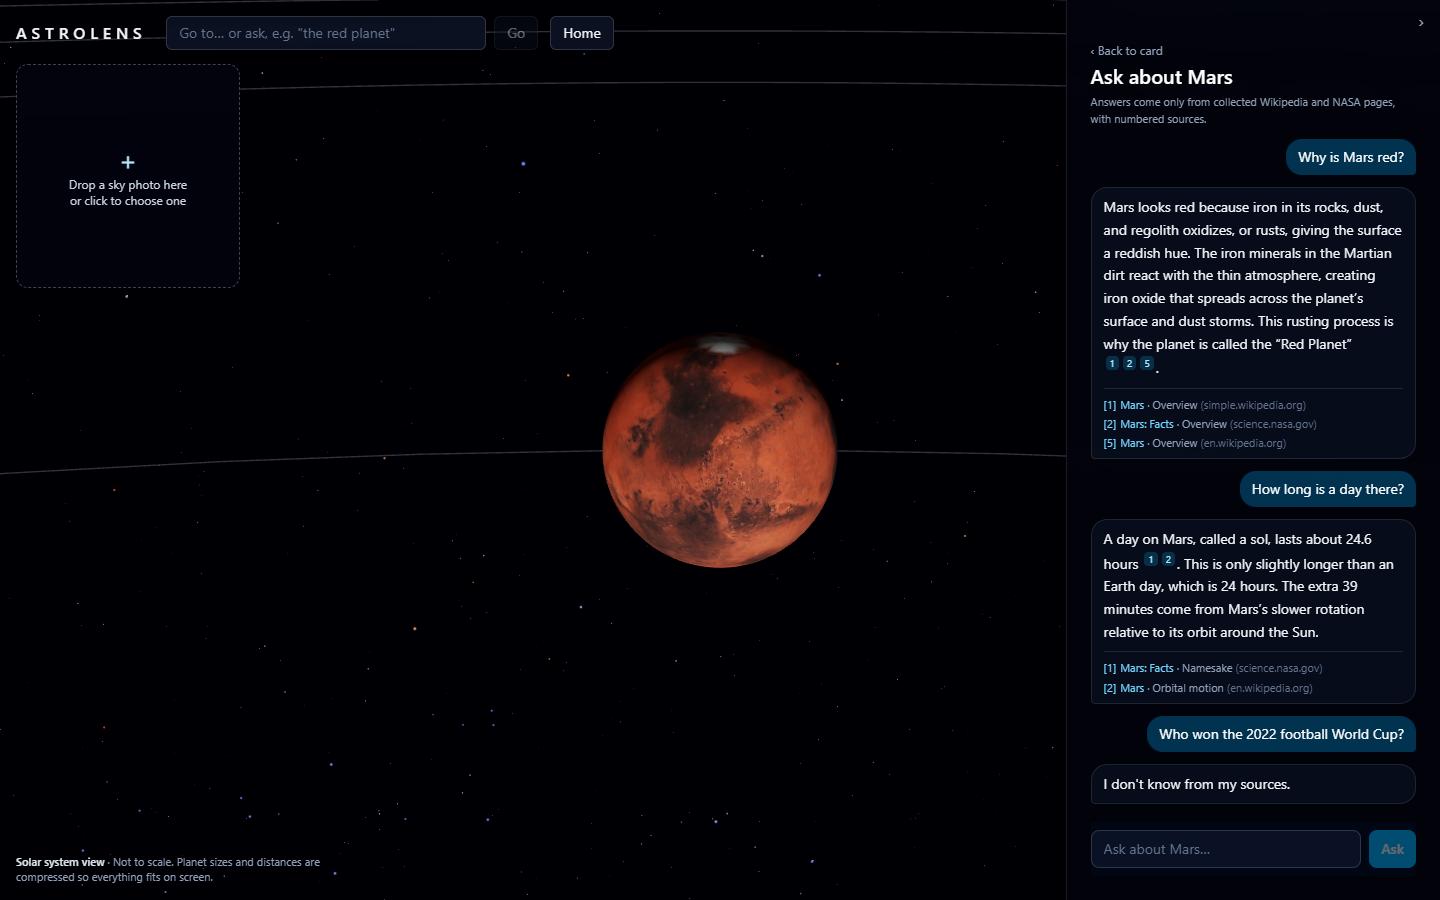 ASTROLENS
Go to... or ask, e.g. "the red planet"
Go
Home
+
Drop a sky photo here
or click to choose one
Solar system view · Not to scale. Planet sizes and distances are
compressed so everything fits on screen.
›
‹ Back to card
Ask about Mars
Answers come only from collected Wikipedia and NASA pages,
with numbered sources.
Why is Mars red?
Mars looks red because iron in its rocks, dust,
and regolith oxidizes, or rusts, giving the surface
a reddish hue. The iron minerals in the Martian
dirt react with the thin atmosphere, creating
iron oxide that spreads across the planet’s
surface and dust storms. This rusting process is
why the planet is called the “Red Planet”
1 2 5 .
[1] Mars · Overview (simple.wikipedia.org)
[2] Mars: Facts · Overview (science.nasa.gov)
[5] Mars · Overview (en.wikipedia.org)
How long is a day there?
A day on Mars, called a sol, lasts about 24.6
hours 1 2 . This is only slightly longer than an
Earth day, which is 24 hours. The extra 39
minutes come from Mars’s slower rotation
relative to its orbit around the Sun.
[1] Mars: Facts · Namesake (science.nasa.gov)
[2] Mars · Orbital motion (en.wikipedia.org)
Who won the 2022 football World Cup?
I don't know from my sources.
Ask about Mars...
Ask